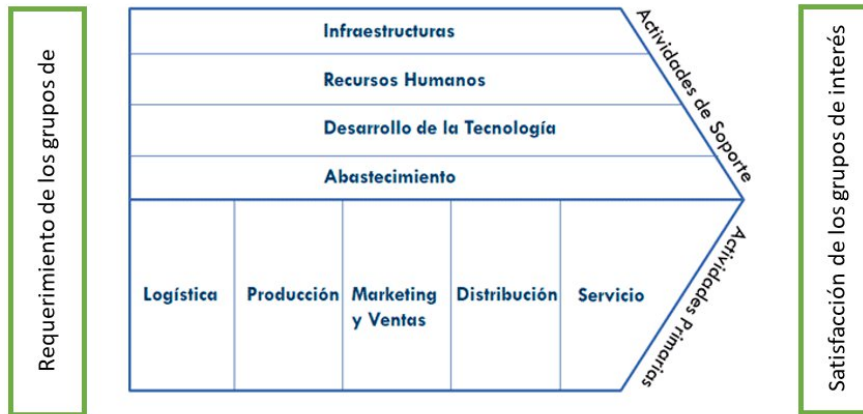 Requerimiento de los grupos de
Infraestructuras
Recursos Humanos
Desarrollo de la Tecnología
Abastecimiento
Actividades de Soporte
Logística
Producción
Marketing
y Ventas
Distribución
Servicio
Actividades Primarias
Satisfacción de los grupos de interés